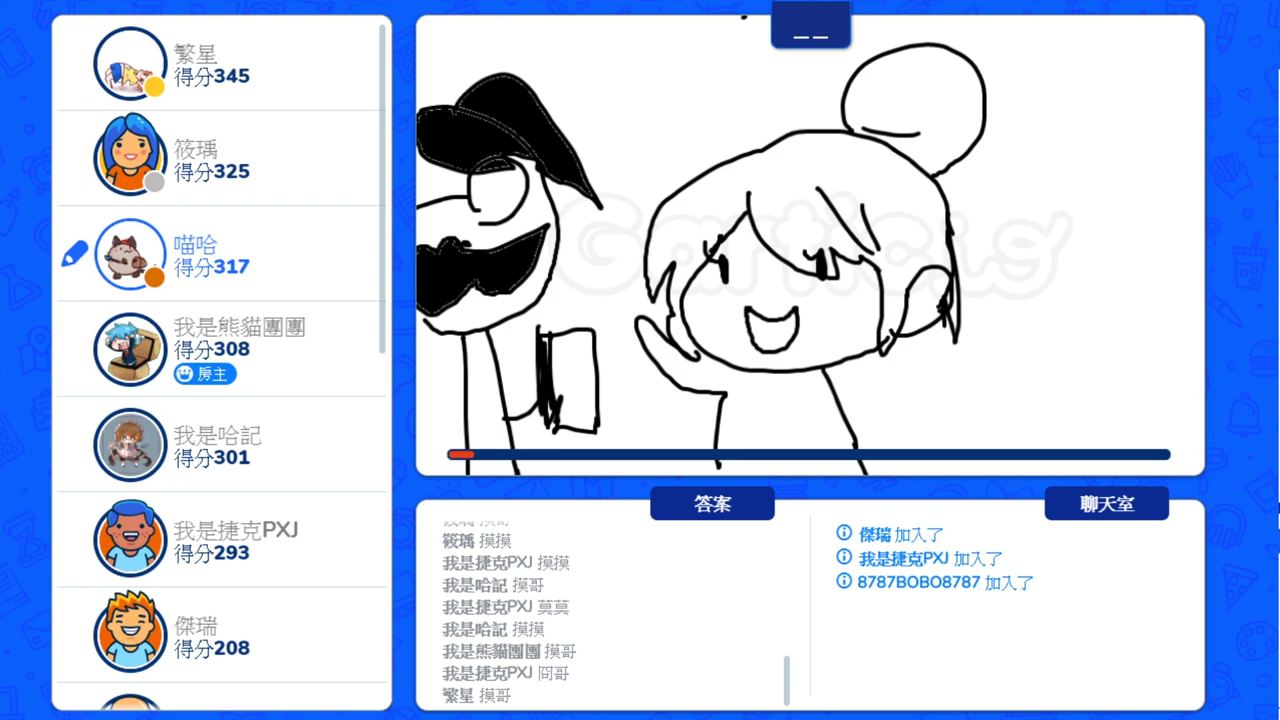 繁星
得分345
筱瑀
得分325
喵哈
得分317
我是熊貓團團
得分308
房主
我是哈記
得分301
我是捷克PXJ
得分293
傑瑞
得分208
_ _
Gartic.io
答案
筱瑀 摸哥
筱瑀 摸摸
我是捷克PXJ 摸摸
我是哈記 摸哥
我是捷克PXJ 莫莫
我是哈記 摸摸
我是熊貓團團 摸哥
我是捷克PXJ 冏哥
繁星 摸哥
聊天室
傑瑞 加入了
我是捷克PXJ 加入了
8787BOBO8787 加入了